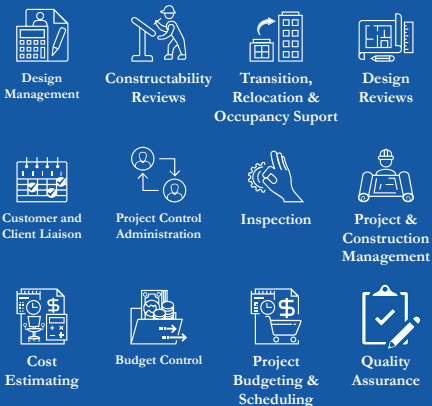 Design
Management
Constructability
Reviews
Transition,
Relocation &
Occupancy Suport
Design
Reviews
Customer and
Client Liaison
Project Control
Administration
Inspection
Project &
Construction
Management
$
Cost
Estimating
Budget Control
$
Project
Budgeting &
Scheduling
Quality
Assurance